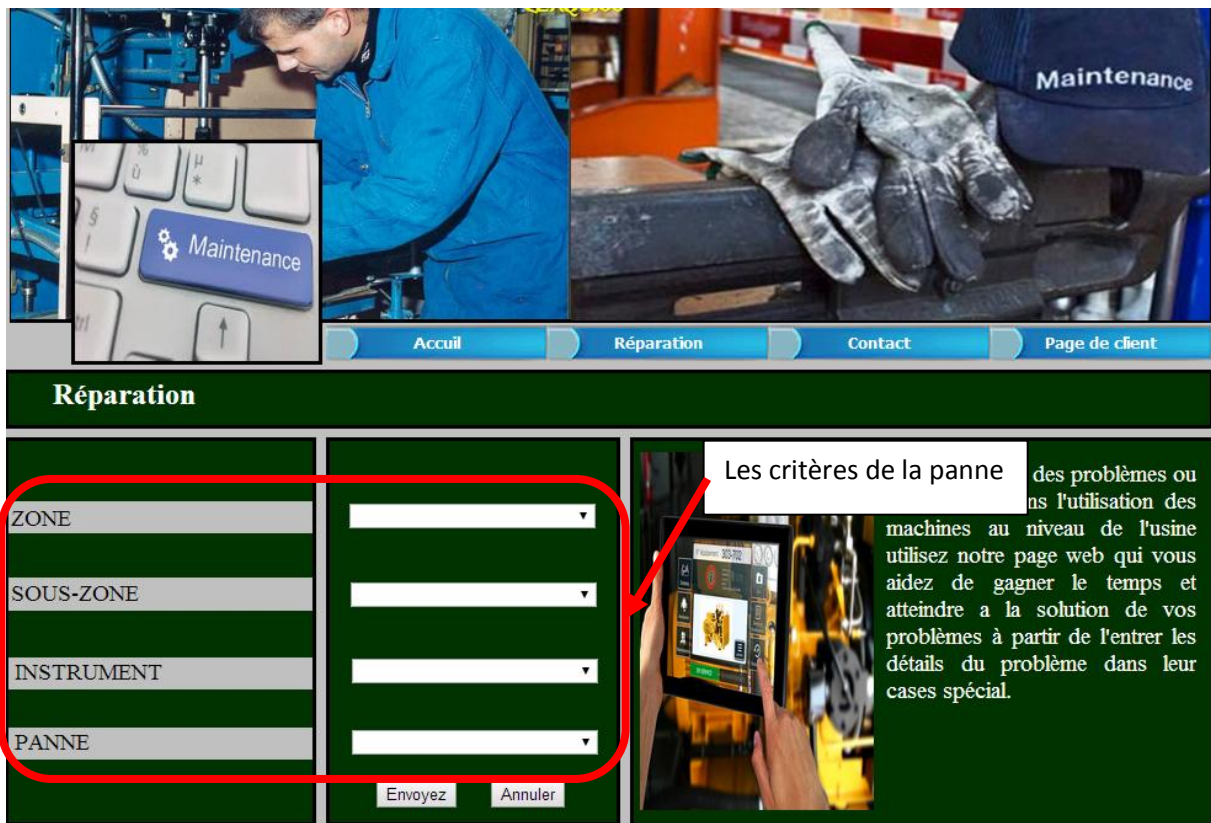 Maintenance
M
%
ù
µ
*
§
!
Maintenance
↑
Accuil
Réparation
Contact
Page de client
Réparation
Les critères de la panne
des problèmes ou
ns l'utilisation des
machines au niveau de l'usine
utilisez notre page web qui vous
aidez de gagner le temps et
atteindre a la solution de vos
problèmes à partir de l'entrer les
détails du problème dans leur
cases spécial.
ZONE
SOUS-ZONE
INSTRUMENT
PANNE
303-702
Envoyez
Annuler